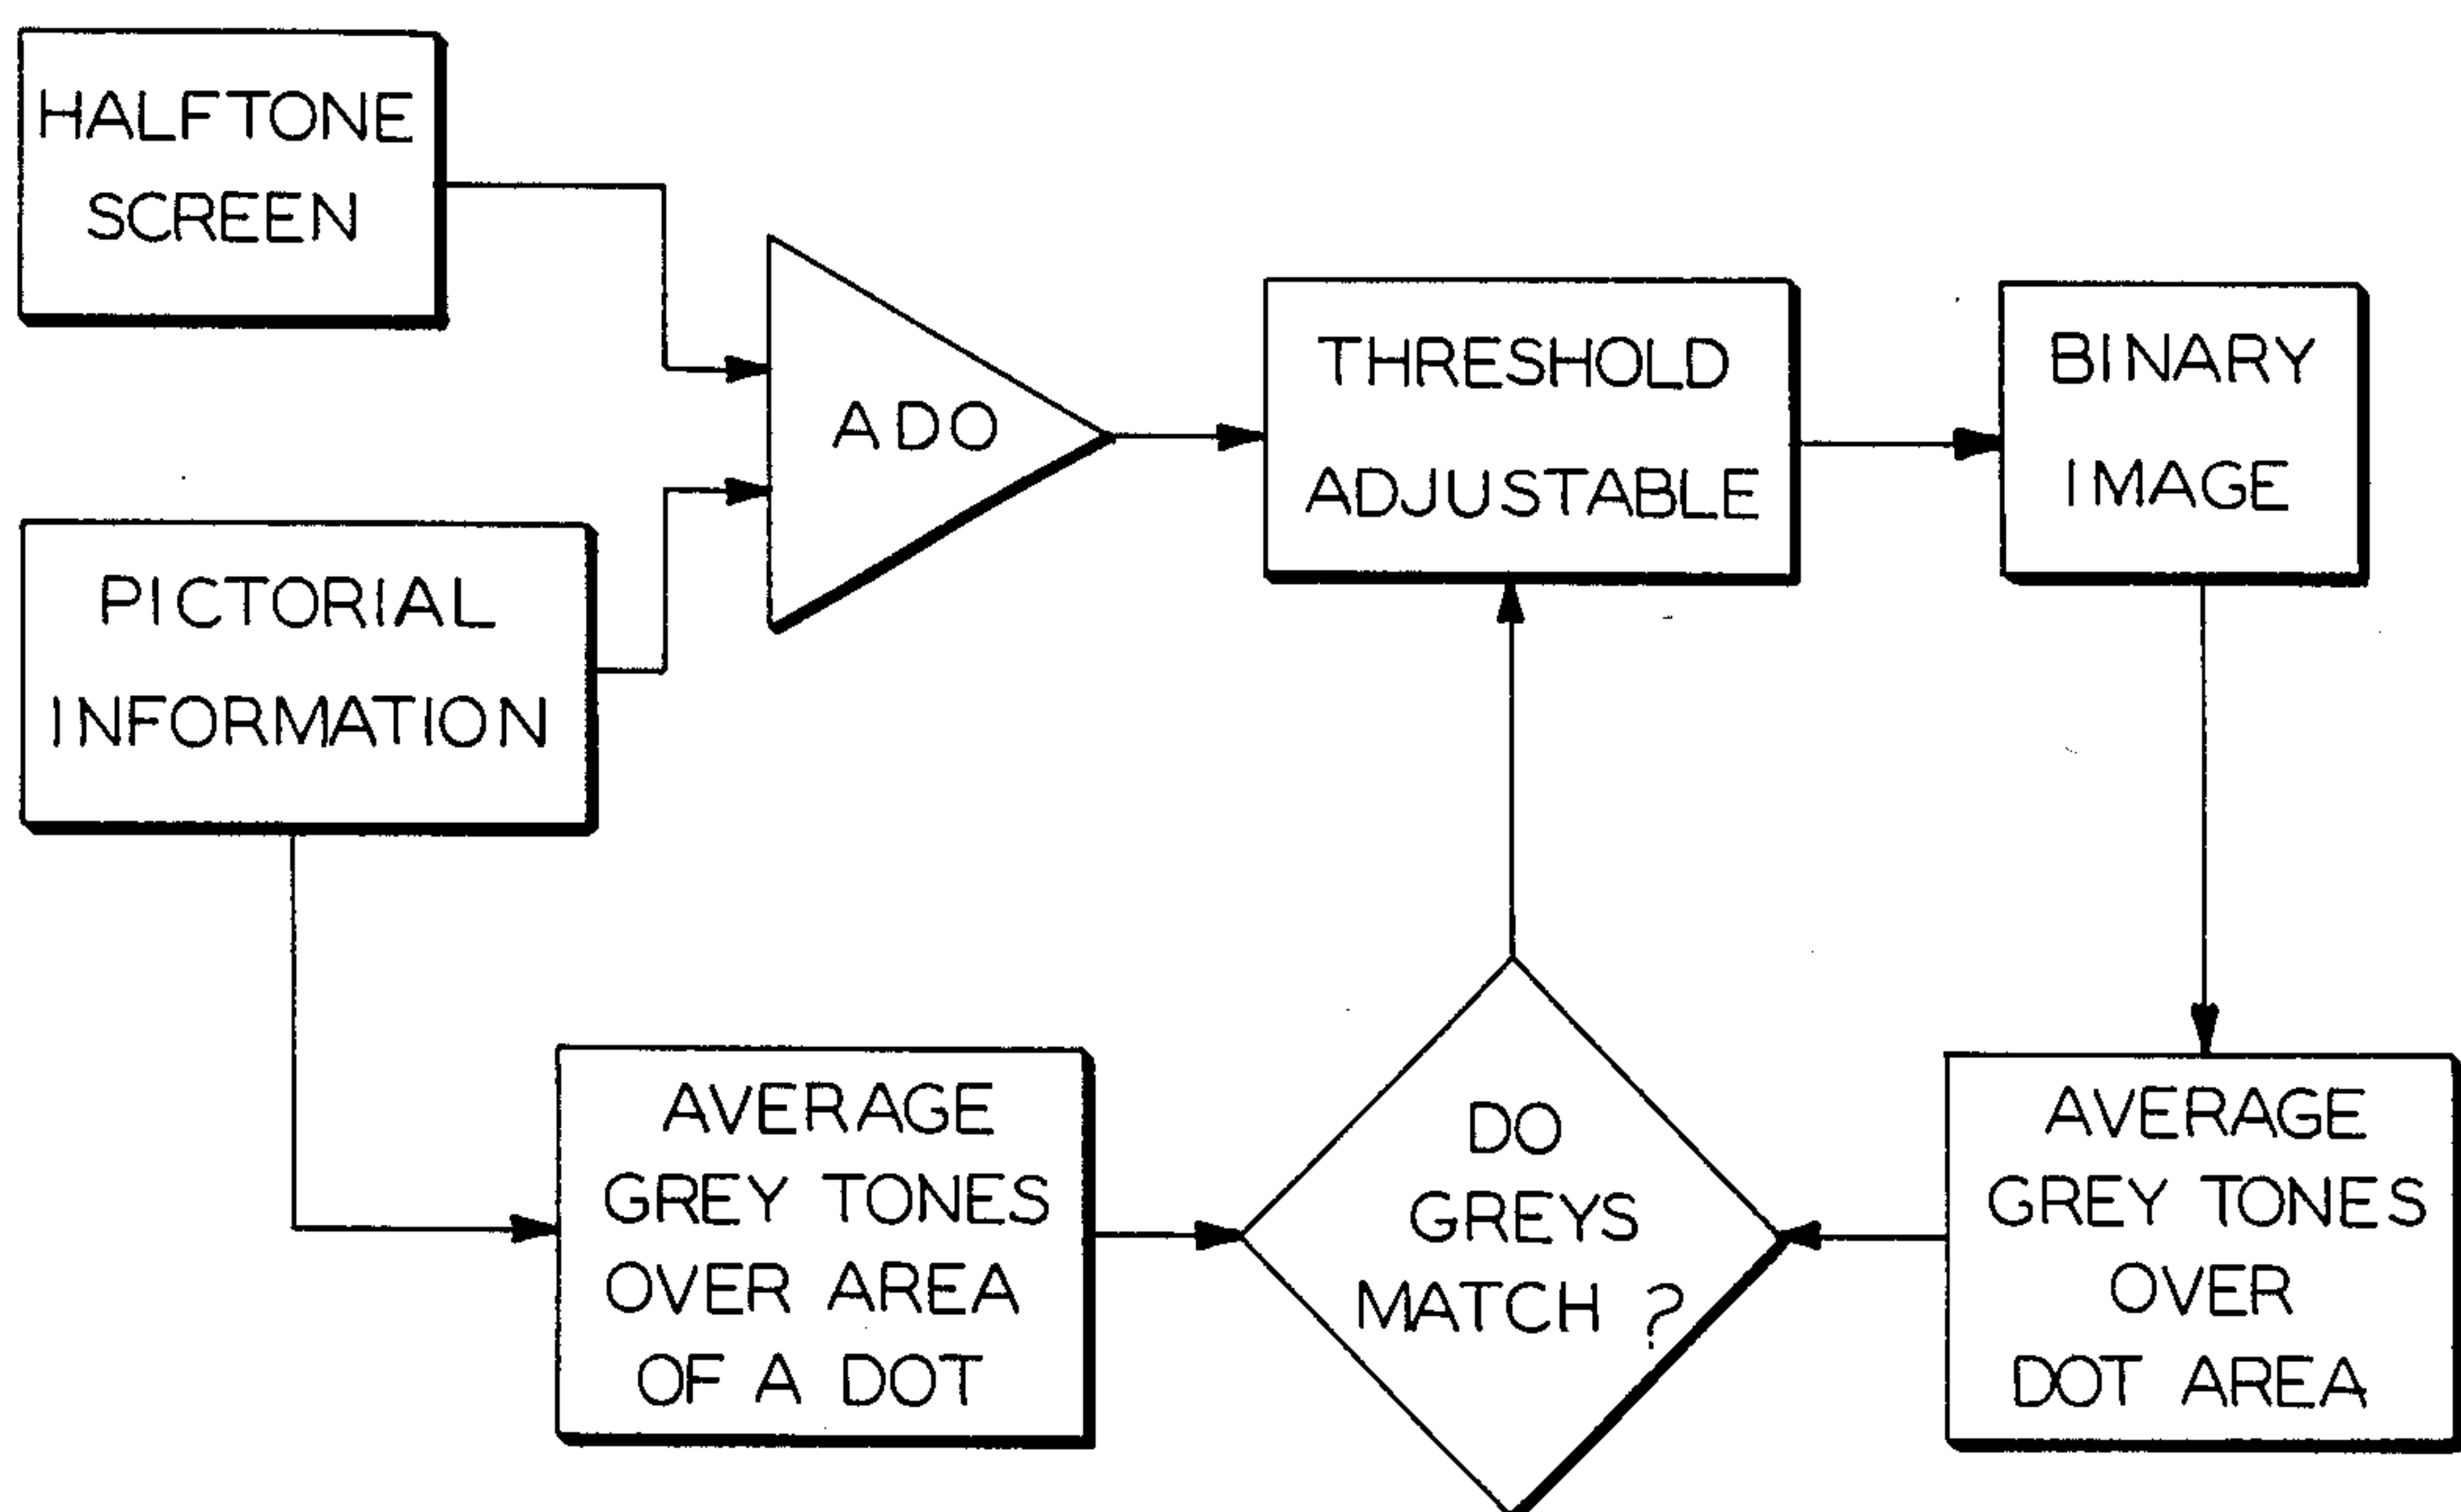 HALFTONE
SCREEN
PICTORIAL
INFORMATION
ADO
THRESHOLD
ADJUSTABLE
BINARY
IMAGE
AVERAGE
GREY TONES
OVER AREA
OF A DOT
DO
GREYS
MATCH ?
AVERAGE
GREY TONES
OVER
DOT AREA